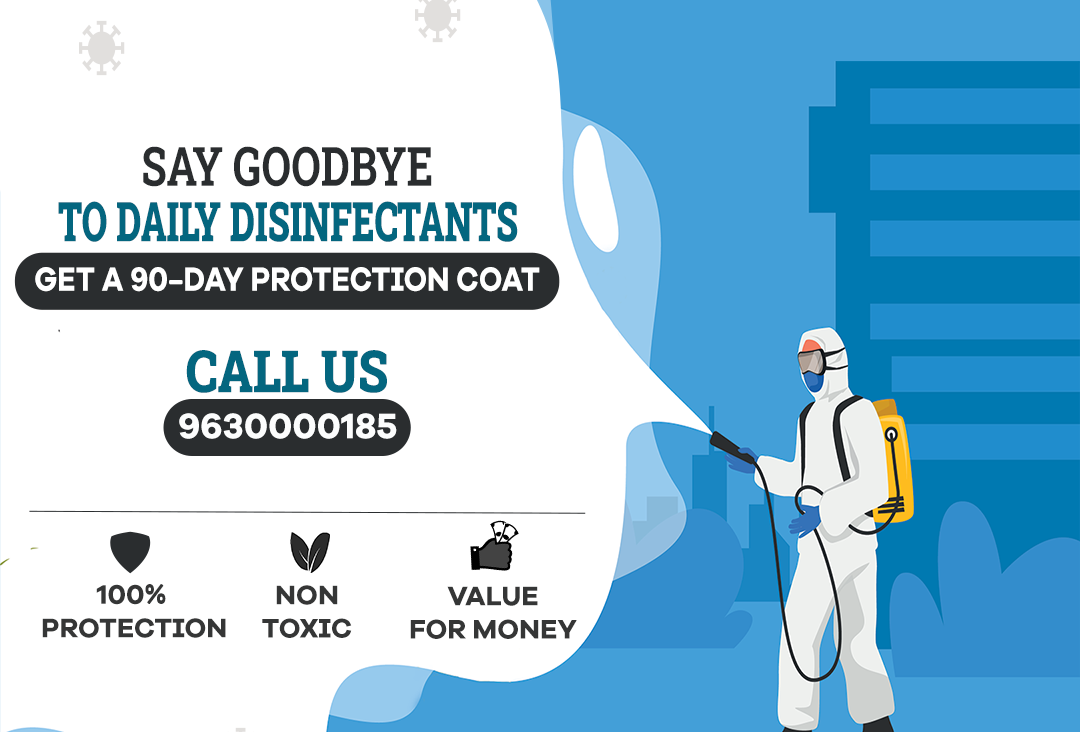 SAY GOODBYE
TO DAILY DISINFECTANTS
GET A 90-DAY PROTECTION COAT
CALL US
9630000185
100%
PROTECTION
NON
TOXIC
VALUE
FOR MONEY